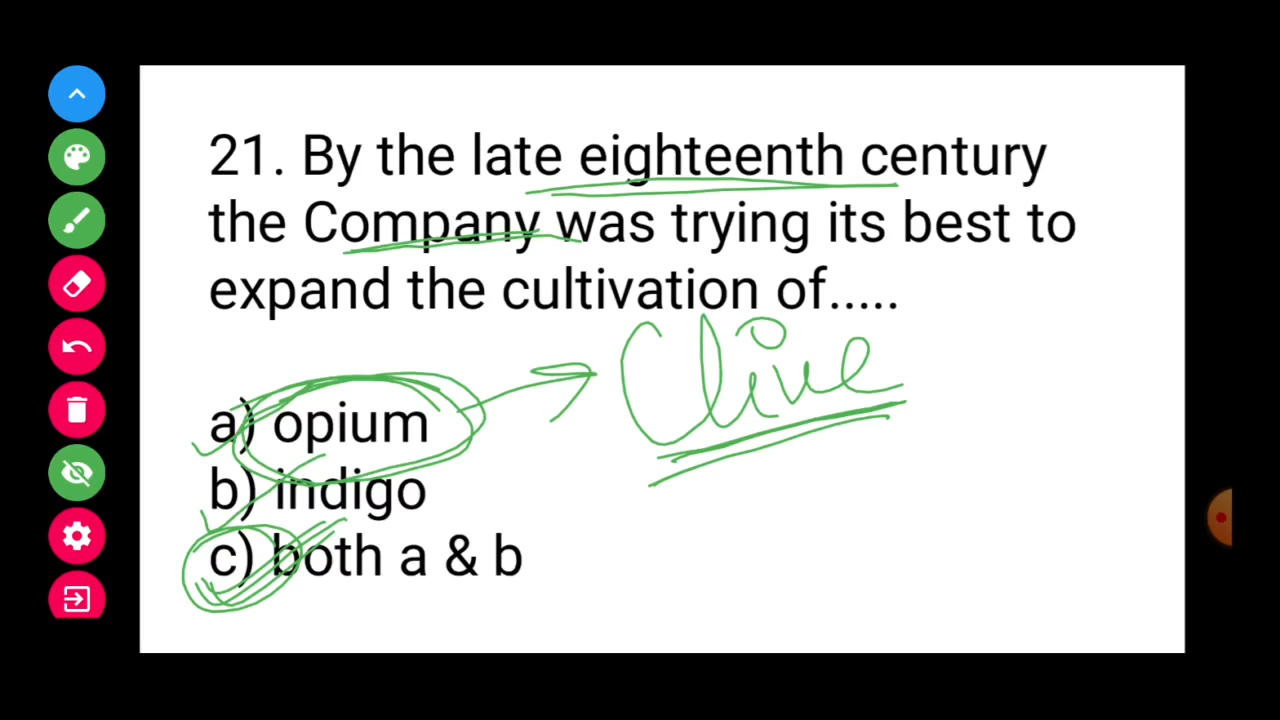 21. By the late eighteenth century
the Company was trying its best to
expand the cultivation of.....
Clive
a) opium
b) indigo
c) both a & b